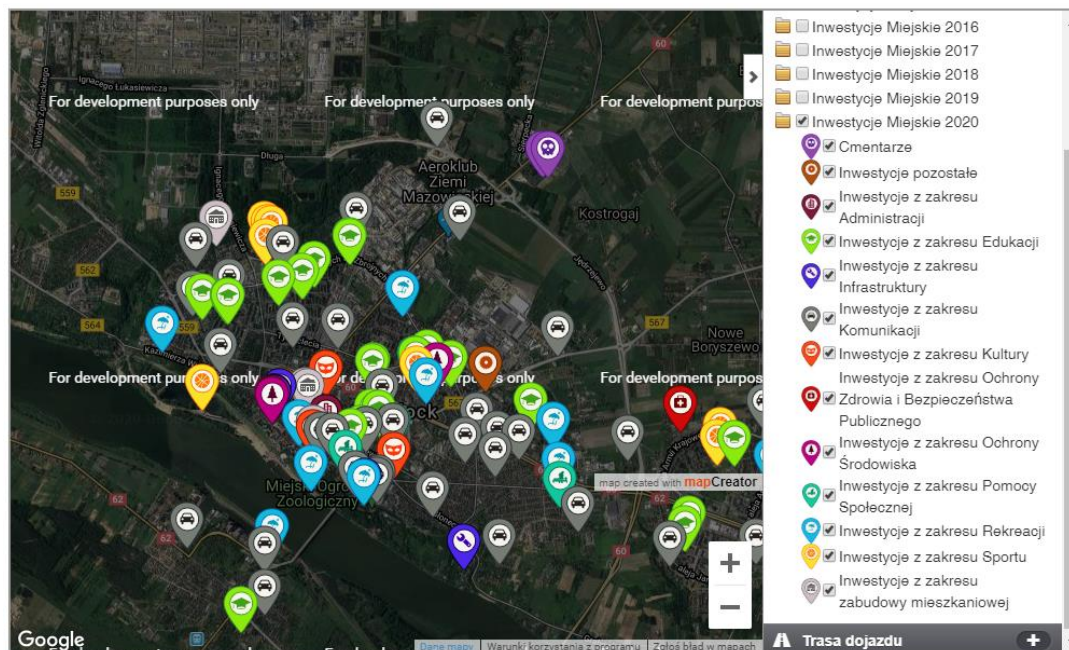 Inwestycje Miejskie 2016
Inwestycje Miejskie 2017
Inwestycje Miejskie 2018
Inwestycje Miejskie 2019
Inwestycje Miejskie 2020
Cmentarze
Inwestycje pozostałe
Inwestycje z zakresu
Administracji
Inwestycje z zakresu Edukacji
Inwestycje z zakresu
Infrastruktury
Inwestycje z zakresu
Komunikacji
Inwestycje z zakresu Kultury
Inwestycje z zakresu Ochrony
Zdrowia i Bezpieczeństwa
Publicznego
Inwestycje z zakresu Ochrony
Środowiska
Inwestycje z zakresu Pomocy
Społecznej
Inwestycje z zakresu Rekreacji
Inwestycje z zakresu Sportu
Inwestycje z zakresu
zabudowy mieszkaniowej
Trasa dojazdu
60
Ignacego Łukasiewicza
For development purposes only
For development purposes only
For development purpos
Długa
Sierpecka
Aeroklub
Ziemi
Mazowieckiej
Kostrogaj
559
562
564
559
Jędrzejewo
567
Nowe
Boryszewo
For development purposes only
For development purposes only
For development purpos
60
567
map created with mapCreator
Miejski Ogród
Zoologiczny
62
62
62
60
Google
Dane mapy
Warunki korzystania z programu
Zgłoś błąd w mapach